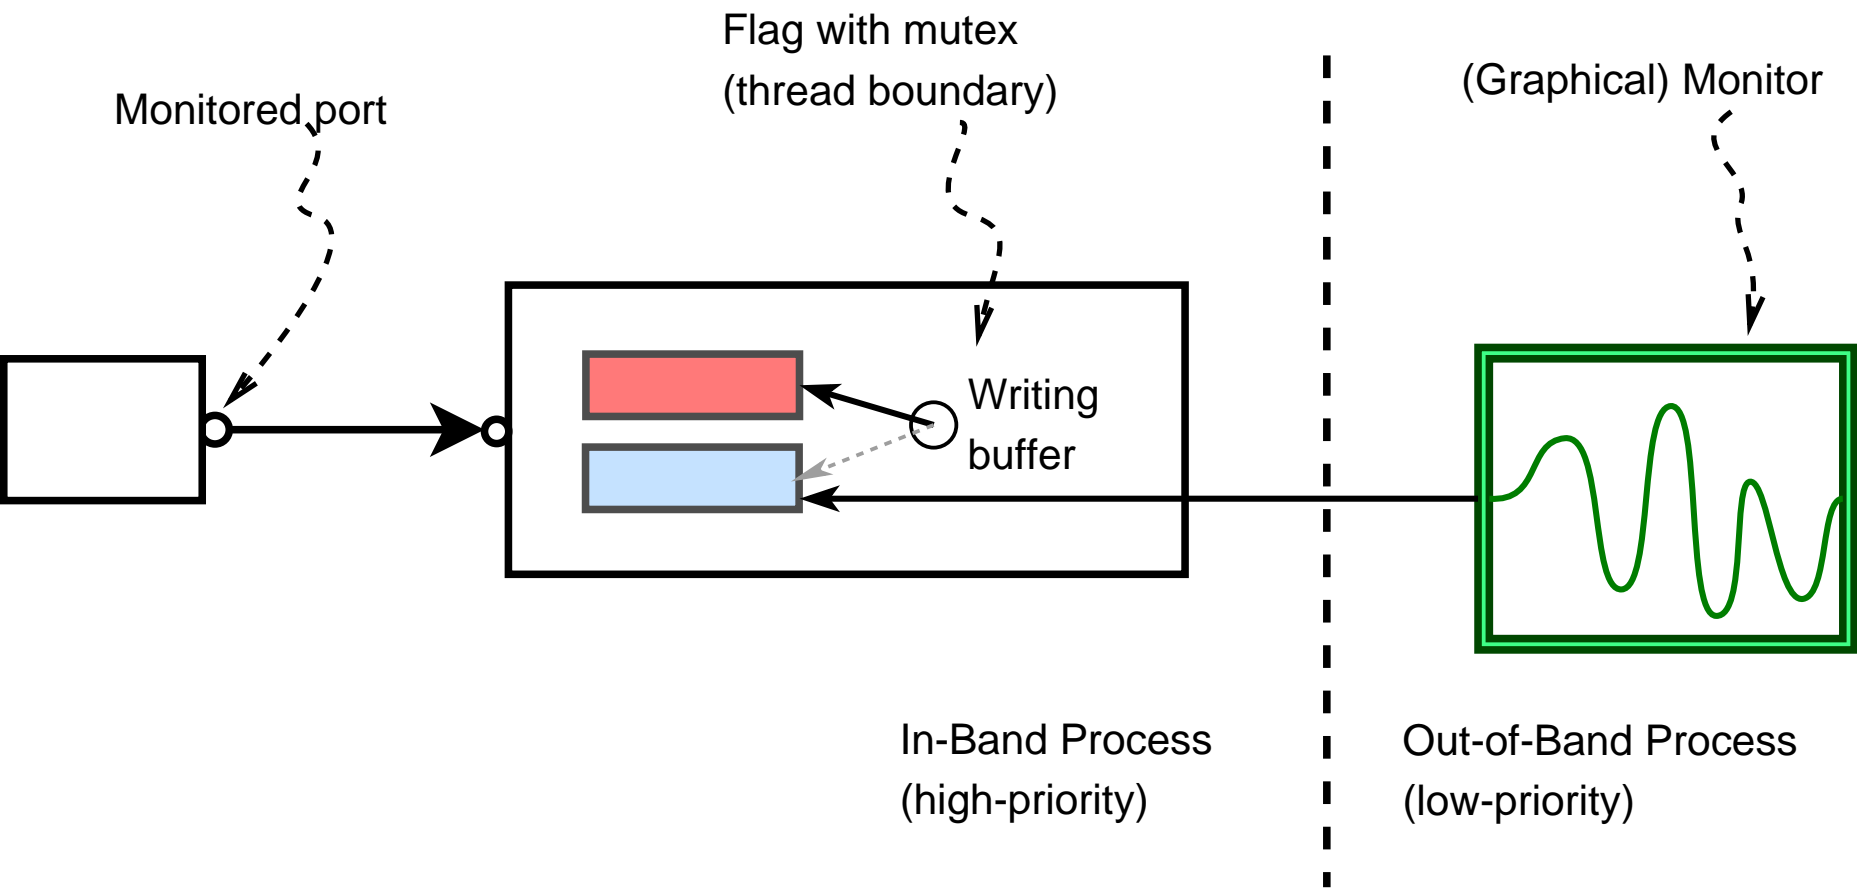 Flag with mutex
(thread boundary)
Monitored port
(Graphical) Monitor
Writing
buffer
In-Band Process
(high-priority)
Out-of-Band Process
(low-priority)